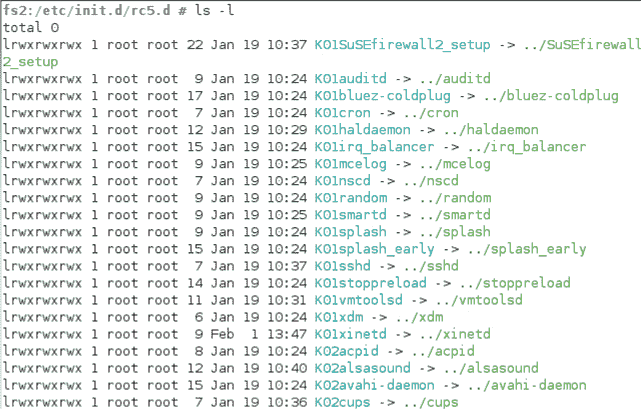 fs2:/etc/init.d/rc5.d # ls -l
total 0
lrwxrwxrwx 1 root root 22 Jan 19 10:37 K01SuSEfirewall2_setup -> ../SuSEfirewall
2_setup
lrwxrwxrwx 1 root root  9 Jan 19 10:24 K01auditd -> ../auditd
lrwxrwxrwx 1 root root 17 Jan 19 10:24 K01bluez-coldplug -> ../bluez-coldplug
lrwxrwxrwx 1 root root  7 Jan 19 10:24 K01cron -> ../cron
lrwxrwxrwx 1 root root 12 Jan 19 10:29 K01haldaemon -> ../haldaemon
lrwxrwxrwx 1 root root 15 Jan 19 10:24 K01irq_balancer -> ../irq_balancer
lrwxrwxrwx 1 root root  9 Jan 19 10:25 K01mcelog -> ../mcelog
lrwxrwxrwx 1 root root  7 Jan 19 10:24 K01nscd -> ../nscd
lrwxrwxrwx 1 root root  9 Jan 19 10:24 K01random -> ../random
lrwxrwxrwx 1 root root  9 Jan 19 10:25 K01smartd -> ../smartd
lrwxrwxrwx 1 root root  9 Jan 19 10:24 K01splash -> ../splash
lrwxrwxrwx 1 root root 15 Jan 19 10:24 K01splash_early -> ../splash_early
lrwxrwxrwx 1 root root  7 Jan 19 10:37 K01sshd -> ../sshd
lrwxrwxrwx 1 root root 14 Jan 19 10:24 K01stoppreload -> ../stoppreload
lrwxrwxrwx 1 root root 11 Jan 19 10:31 K01vmtoolsd -> ../vmtoolsd
lrwxrwxrwx 1 root root  6 Jan 19 10:24 K01xdm -> ../xdm
lrwxrwxrwx 1 root root  9 Feb  1 13:47 K01xinetd -> ../xinetd
lrwxrwxrwx 1 root root  8 Jan 19 10:24 K02acpid -> ../acpid
lrwxrwxrwx 1 root root 12 Jan 19 10:40 K02alsasound -> ../alsasound
lrwxrwxrwx 1 root root 15 Jan 19 10:24 K02avahi-daemon -> ../avahi-daemon
lrwxrwxrwx 1 root root  7 Jan 19 10:36 K02cups -> ../cups